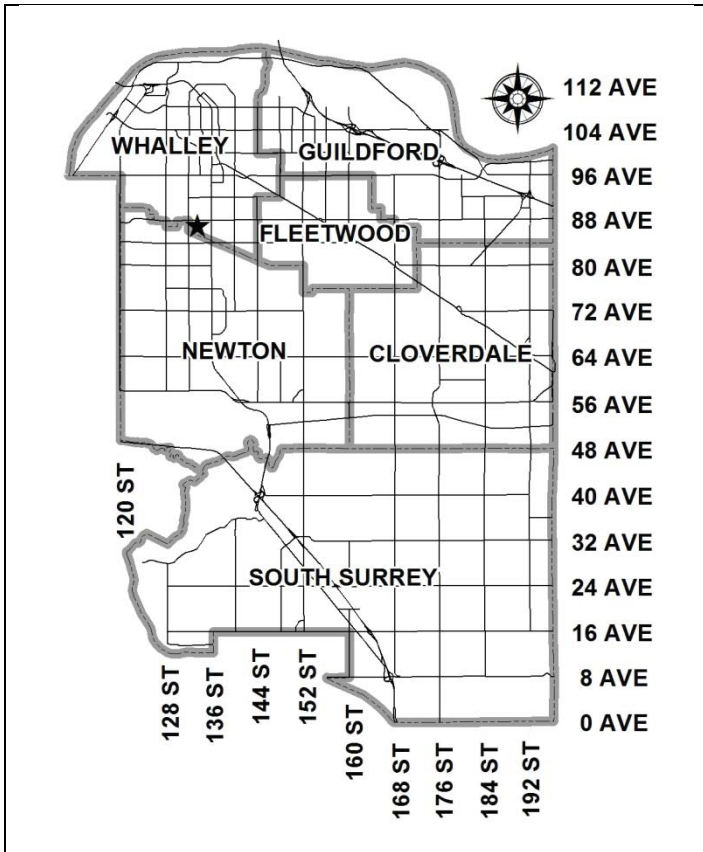 112 AVE
104 AVE
WHALLEY
GUILDFORD
96 AVE
88 AVE
FLEETWOOD
80 AVE
72 AVE
NEWTON
CLOVERDALE
64 AVE
56 AVE
48 AVE
120 ST
40 AVE
32 AVE
SOUTH SURREY
24 AVE
16 AVE
8 AVE
0 AVE
128 ST
136 ST
144 ST
152 ST
160 ST
168 ST
176 ST
184 ST
192 ST